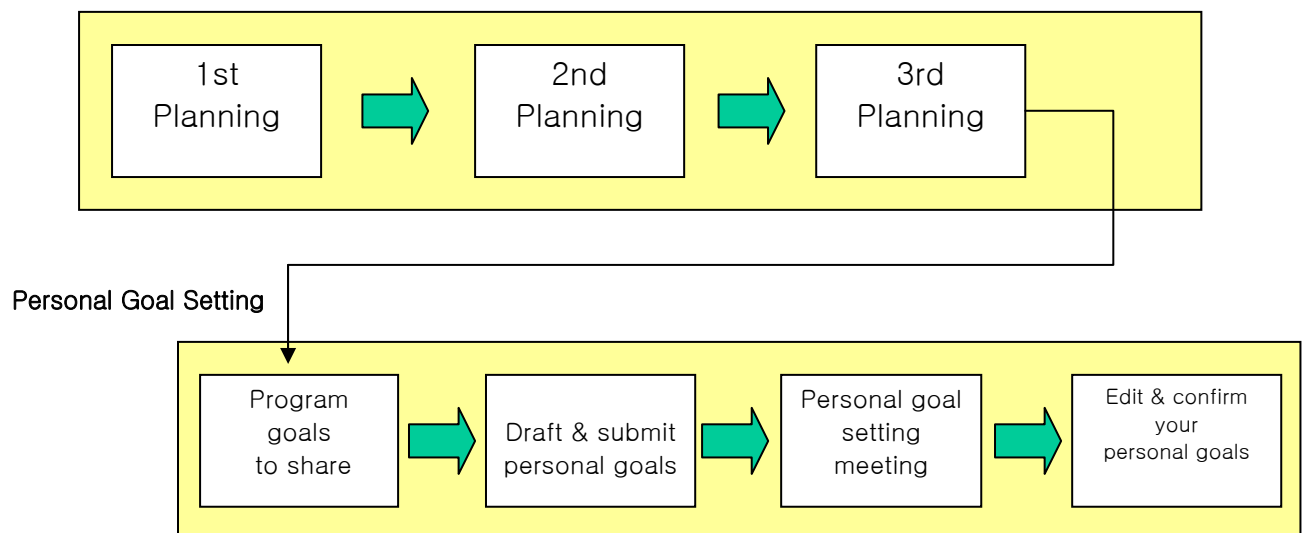 1st
Planning
2nd
Planning
3rd
Planning
Personal Goal Setting
Program
goals
to share
Draft & submit
personal goals
Personal goal
setting
meeting
Edit & confirm
your
personal goals